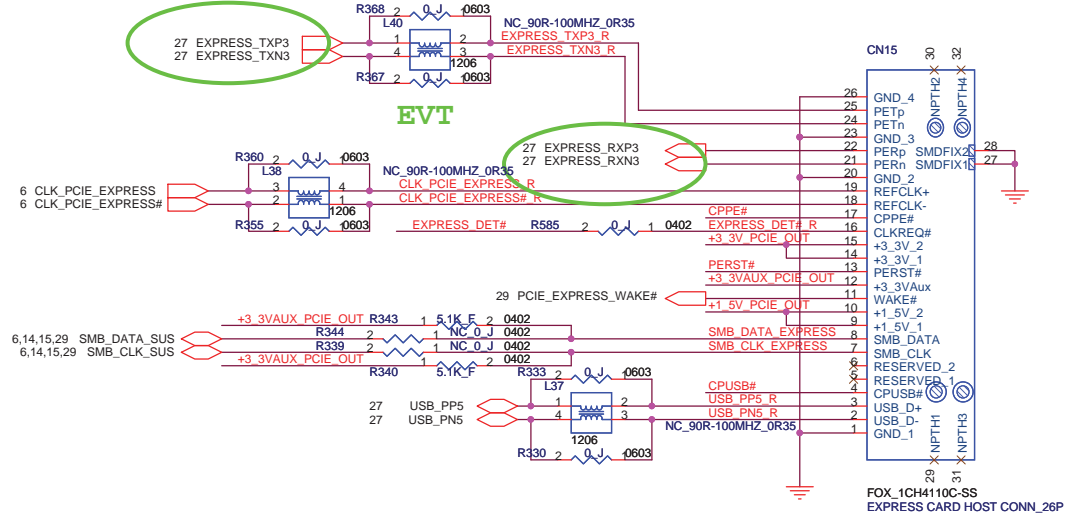 R368 2 0_J 1 0603
L40 NC_90R-100MHZ_0R35
27 EXPRESS_TXP3 1 2 EXPRESS_TXP3_R
27 EXPRESS_TXN3 4 3 EXPRESS_TXN3_R
1206
R367 2 0_J 1 0603
EVT
CN15
30 32
NPTH2 NPTH4
26 GND_4
25 PETp
24 PETn
23 GND_3
27 EXPRESS_RXP3 22 PERp SMDFIX2 28
27 EXPRESS_RXN3 21 PERn SMDFIX1 27
20 GND_2
R360 2 0_J 1 0603
L38 NC_90R-100MHZ_0R35
6 CLK_PCIE_EXPRESS 3 4 CLK_PCIE_EXPRESS_R 19 REFCLK+
6 CLK_PCIE_EXPRESS# 2 1 CLK_PCIE_EXPRESS#_R 18 REFCLK-
1206
R355 2 0_J 1 0603
CPPE# 17 CPPE#
EXPRESS_DET# R585 2 0_J 1 0402 EXPRESS_DET#_R 16 CLKREQ#
+3_3V_PCIE_OUT 15 +3_3V_2
14 +3_3V_1
PERST# 13 PERST#
+3_3VAUX_PCIE_OUT 12 +3_3VAux
29 PCIE_EXPRESS_WAKE# 11 WAKE#
+1_5V_PCIE_OUT 10 +1_5V_2
9 +1_5V_1
+3_3VAUX_PCIE_OUT R343 1 5.1K_F 2 0402
6,14,15,29 SMB_DATA_SUS R344 2 NC_0_J 1 0402 SMB_DATA_EXPRESS 8 SMB_DATA
6,14,15,29 SMB_CLK_SUS R339 2 NC_0_J 1 0402 SMB_CLK_EXPRESS 7 SMB_CLK
+3_3VAUX_PCIE_OUT R340 1 5.1K_F 2 0402
6 RESERVED_2
5 RESERVED_1
R333 2 0_J 1 0603
L37
CPUSB# 4 CPUSB#
27 USB_PP5 1 2 USB_PP5_R 3 USB_D+
27 USB_PN5 4 3 USB_PN5_R 2 USB_D-
NC_90R-100MHZ_0R35 1 GND_1
1206
R330 2 0_J 1 0603
NPTH1 NPTH3
29 31
FOX_1CH4110C-SS
EXPRESS CARD HOST CONN_26P